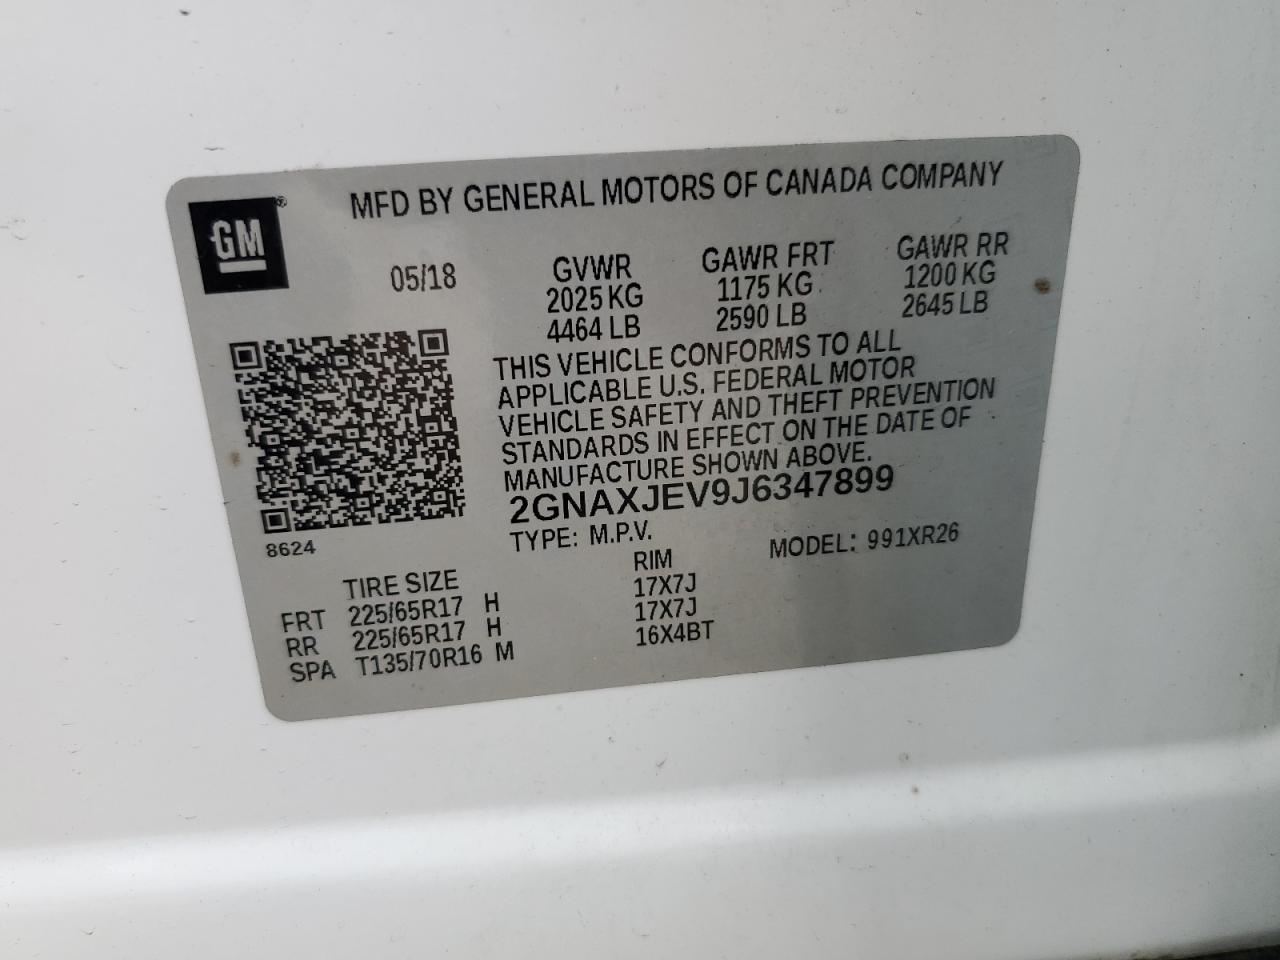 GM®
MFD BY GENERAL MOTORS OF CANADA COMPANY
05/18
GVWR
2025 KG
4464 LB
GAWR FRT
1175 KG
2590 LB
GAWR RR
1200 KG
2645 LB
THIS VEHICLE CONFORMS TO ALL
APPLICABLE U.S. FEDERAL MOTOR
VEHICLE SAFETY AND THEFT PREVENTION
STANDARDS IN EFFECT ON THE DATE OF
MANUFACTURE SHOWN ABOVE.
2GNAXJEV9J6347899
TYPE: M.P.V.
MODEL: 991XR26
8624
TIRE SIZE RIM
FRT 225/65R17 H 17X7J
RR 225/65R17 H 17X7J
SPA T135/70R16 M 16X4BT